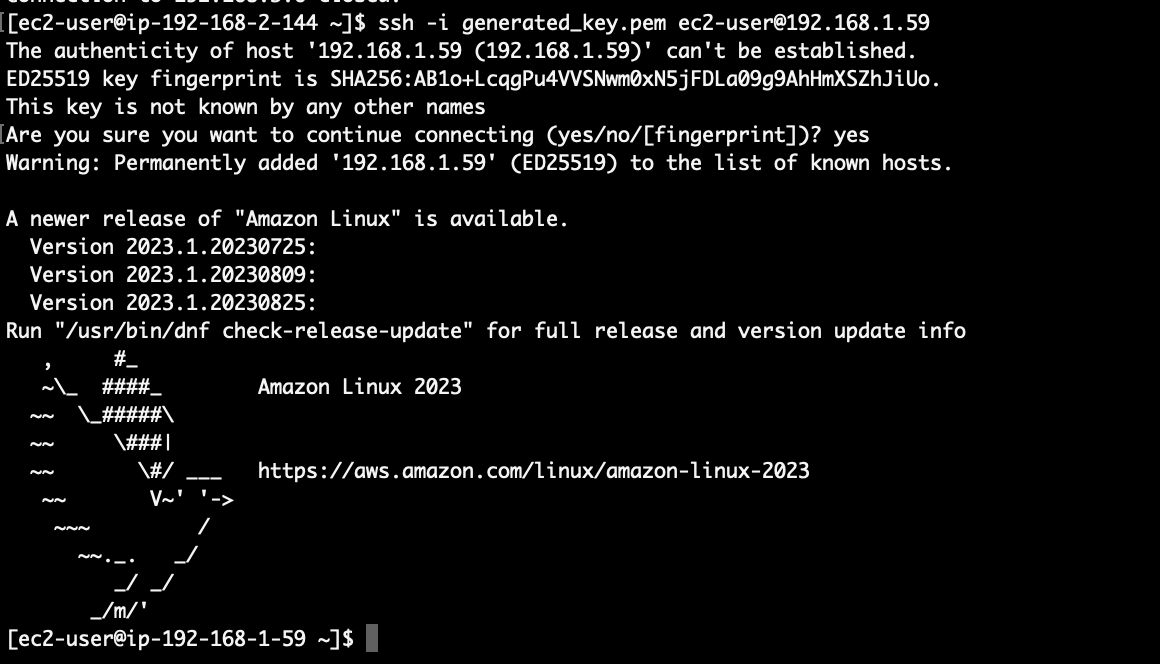 [ec2-user@ip-192-168-2-144 ~]$ ssh -i generated_key.pem ec2-user@192.168.1.59
The authenticity of host '192.168.1.59 (192.168.1.59)' can't be established.
ED25519 key fingerprint is SHA256:AB1o+LcqgPu4VVSNwm0xN5jFDLa09g9AhHmXSZhJiUo.
This key is not known by any other names
Are you sure you want to continue connecting (yes/no/[fingerprint])? yes
Warning: Permanently added '192.168.1.59' (ED25519) to the list of known hosts.

A newer release of "Amazon Linux" is available.
  Version 2023.1.20230725:
  Version 2023.1.20230809:
  Version 2023.1.20230825:
Run "/usr/bin/dnf check-release-update" for full release and version update info
   ,     #_
   ~\_  ####_        Amazon Linux 2023
  ~~  \_#####\
  ~~     \###|
  ~~       \#/ ___   https://aws.amazon.com/linux/amazon-linux-2023
   ~~       V~' '->
    ~~~         /
      ~~._.   _/
         _/ _/
       _/m/'
[ec2-user@ip-192-168-1-59 ~]$